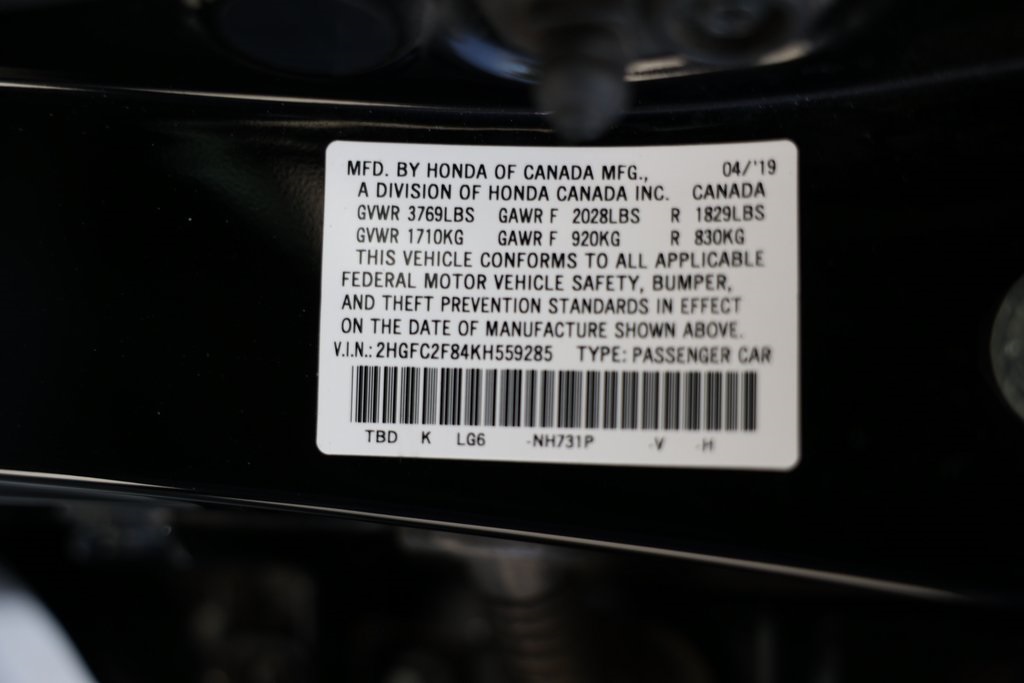 MFD. BY HONDA OF CANADA MFG., 04/'19
A DIVISION OF HONDA CANADA INC. CANADA
GVWR 3769LBS GAWR F 2028LBS R 1829LBS
GVWR 1710KG GAWR F 920KG R 830KG
THIS VEHICLE CONFORMS TO ALL APPLICABLE
FEDERAL MOTOR VEHICLE SAFETY, BUMPER,
AND THEFT PREVENTION STANDARDS IN EFFECT
ON THE DATE OF MANUFACTURE SHOWN ABOVE.
V.I.N.: 2HGFC2F84KH559285 TYPE: PASSENGER CAR
TBD K LG6 -NH731P -V -H